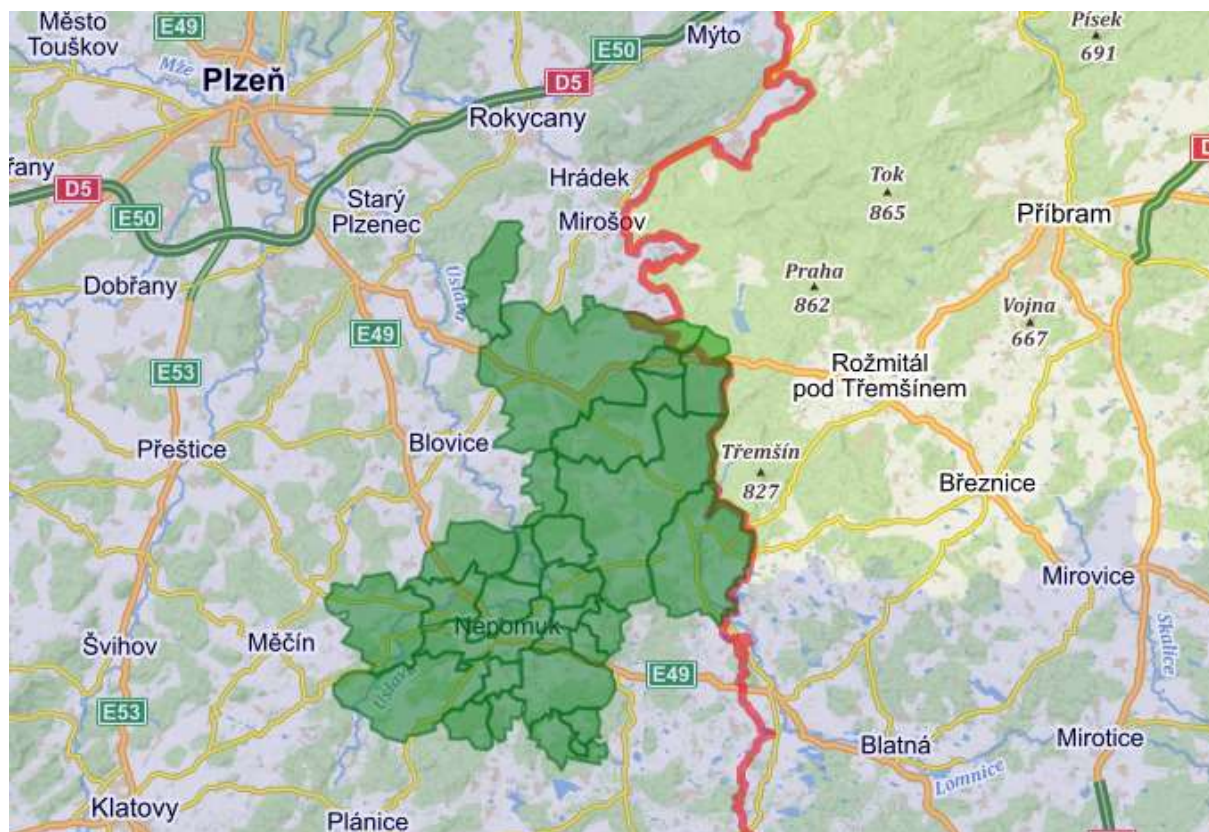 Město
Touškov
E49
Mže
Plzeň
Mýto
E50
D5
Rokycany
Písek
691
D5
E50
Starý
Plzenec
Hrádek
Mirošov
Tok
865
Příbram
Dobřany
Úslava
Praha
862
Vojna
667
E49
E53
Rožmitál
pod Třemšínem
Přeštice
Blovice
Třemšín
827
Březnice
Mirovice
Švihov
Měčín
Nepomuk
Skalice
E49
Úslava
E53
Blatná
Mirotice
Lomnice
Klatovy
Plánice